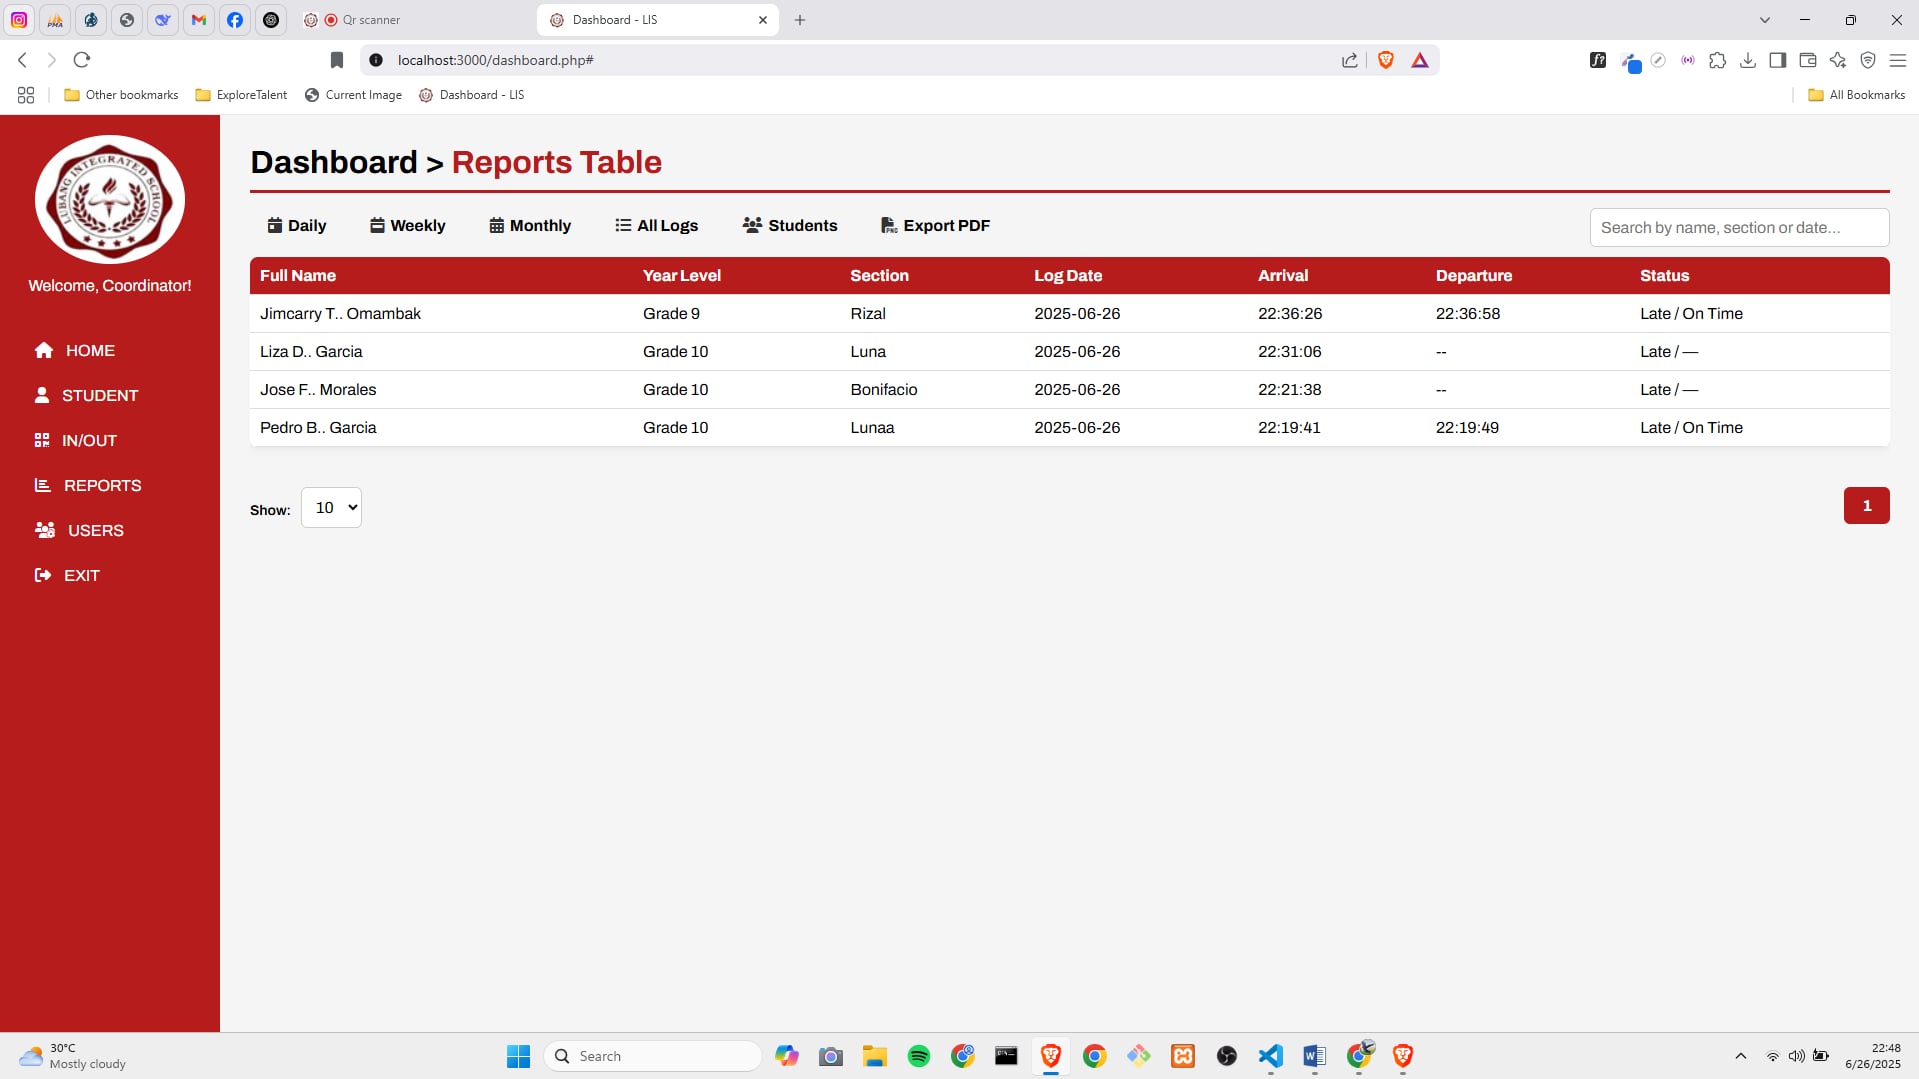 Qr scanner
Dashboard - LIS
localhost:3000/dashboard.php#
Other bookmarks
ExploreTalent
Current Image
Dashboard - LIS
All Bookmarks
LUBANG INTEGRATED SCHOOL
Welcome, Coordinator!
HOME
STUDENT
IN/OUT
REPORTS
USERS
EXIT
Dashboard > Reports Table
Daily Weekly Monthly All Logs Students Export PDF
Search by name, section or date...
Full Name Year Level Section Log Date Arrival Departure Status
Jimcarry T.. Omambak Grade 9 Rizal 2025-06-26 22:36:26 22:36:58 Late / On Time
Liza D.. Garcia Grade 10 Luna 2025-06-26 22:31:06 -- Late / —
Jose F.. Morales Grade 10 Bonifacio 2025-06-26 22:21:38 -- Late / —
Pedro B.. Garcia Grade 10 Lunaa 2025-06-26 22:19:41 22:19:49 Late / On Time
Show: 10
1
30°C
Mostly cloudy
Search
22:48
6/26/2025